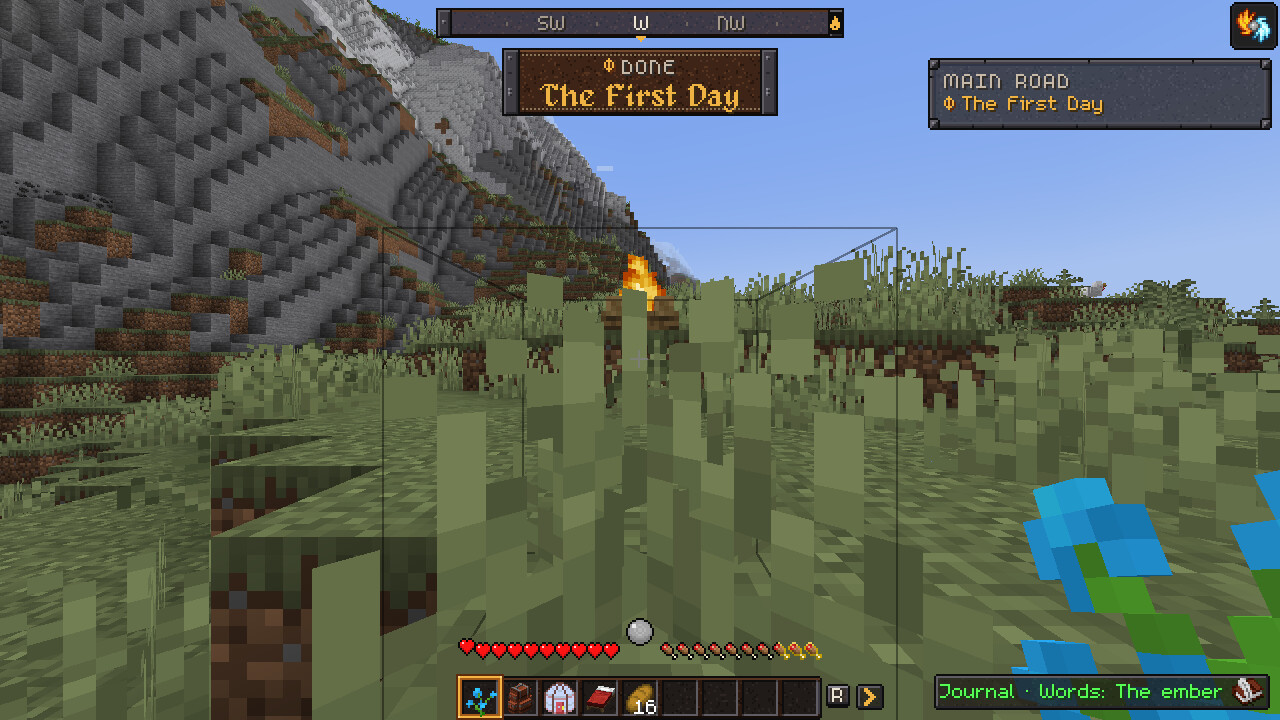 SW W NW
DONE
The First Day
MAIN ROAD
The First Day
16
R
Journal · Words: The ember